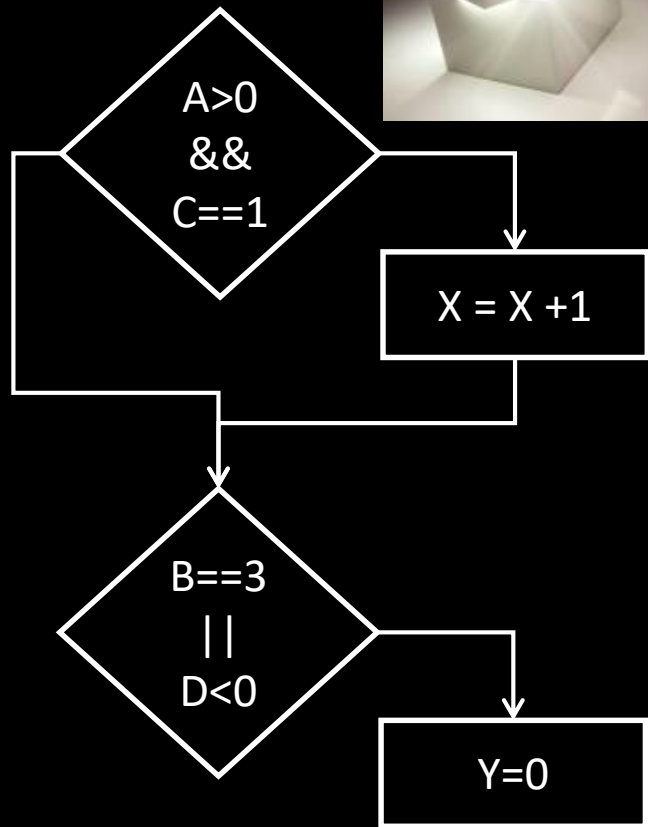 A>0
&&
C==1
X = X +1
B==3
||
D<0
Y=0